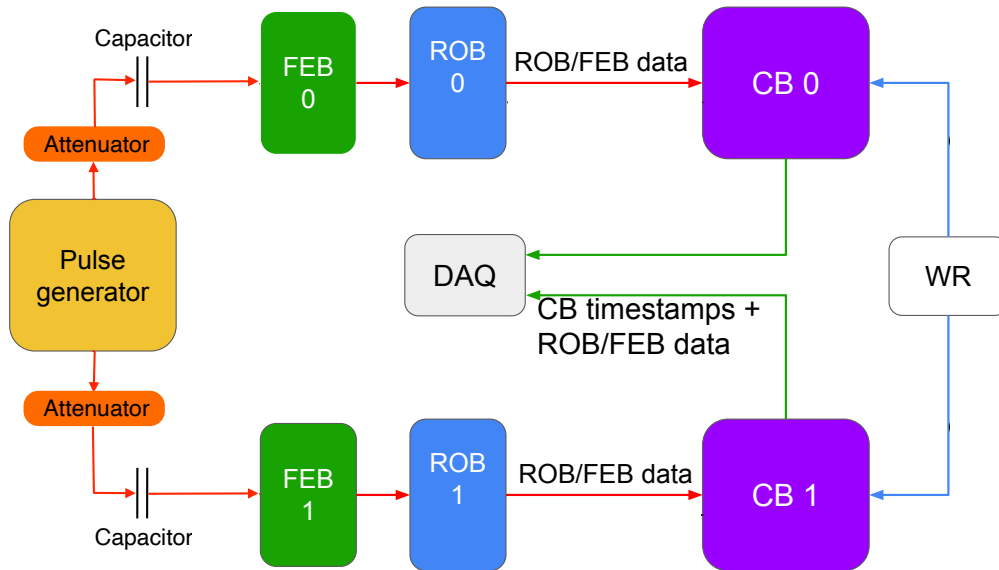 Capacitor
FEB
0
ROB
0
ROB/FEB data
CB 0
Attenuator
Pulse
generator
DAQ
WR
CB timestamps +
ROB/FEB data
Attenuator
FEB
1
ROB
1
ROB/FEB data
CB 1
Capacitor